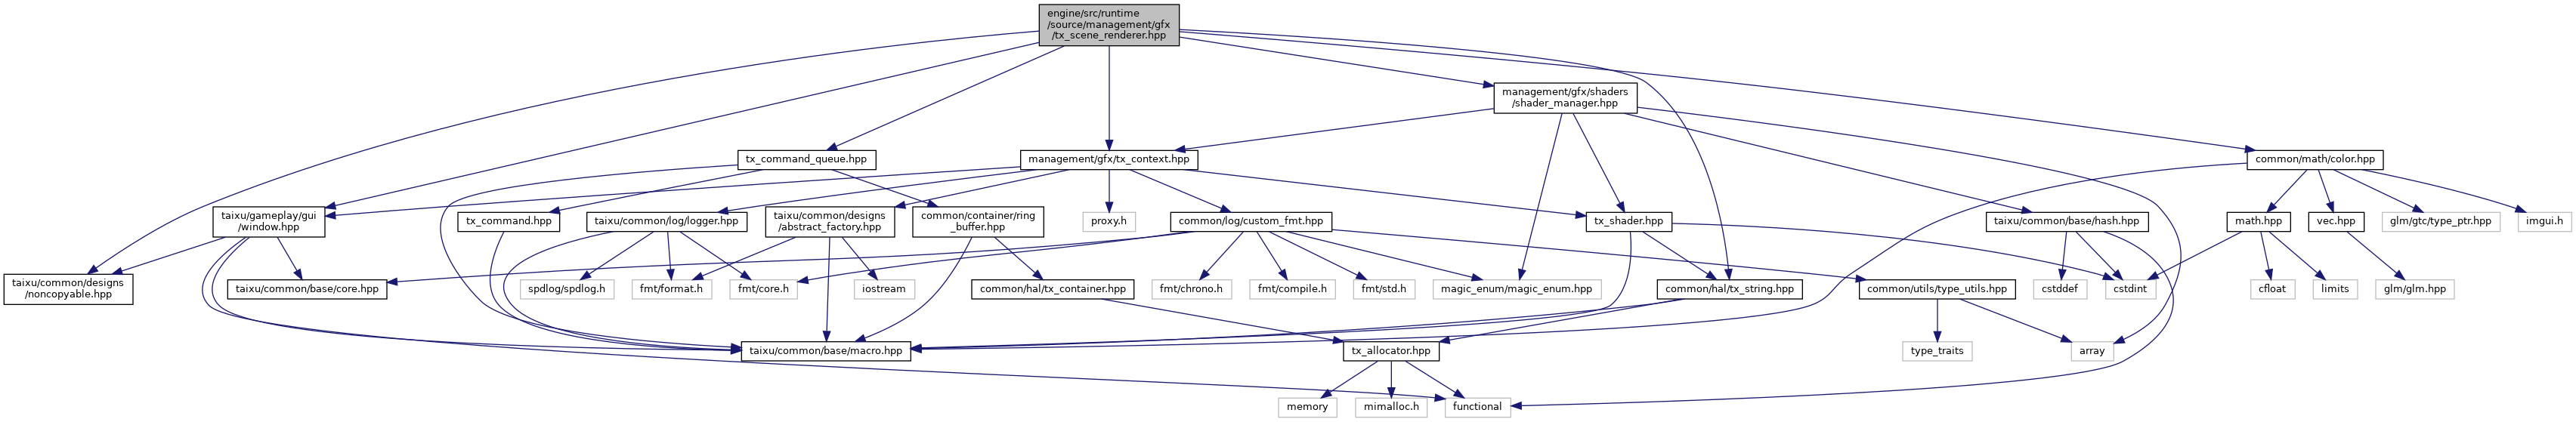 engine/src/runtime
/source/management/gfx
/tx_scene_renderer.hpp
management/gfx/shaders
/shader_manager.hpp
tx_command_queue.hpp
management/gfx/tx_context.hpp
common/math/color.hpp
taixu/gameplay/gui
/window.hpp
tx_command.hpp
taixu/common/log/logger.hpp
taixu/common/designs
/abstract_factory.hpp
common/container/ring
_buffer.hpp
proxy.h
common/log/custom_fmt.hpp
tx_shader.hpp
taixu/common/base/hash.hpp
math.hpp
vec.hpp
glm/gtc/type_ptr.hpp
imgui.h
taixu/common/designs
/noncopyable.hpp
taixu/common/base/core.hpp
spdlog/spdlog.h
fmt/format.h
fmt/core.h
iostream
common/hal/tx_container.hpp
fmt/chrono.h
fmt/compile.h
fmt/std.h
magic_enum/magic_enum.hpp
common/hal/tx_string.hpp
common/utils/type_utils.hpp
cstddef
cstdint
cfloat
limits
glm/glm.hpp
taixu/common/base/macro.hpp
tx_allocator.hpp
type_traits
array
memory
mimalloc.h
functional